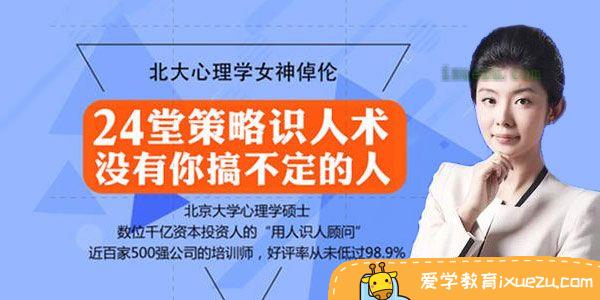 北大心理学女神倬伦
24堂策略识人术
没有你搞不定的人
北京大学心理学硕士
数位千亿资本投资人的“用人识人顾问”
近百家500强公司的培训师，好评率从未低过98.9%
爱学教育ixuezu.com